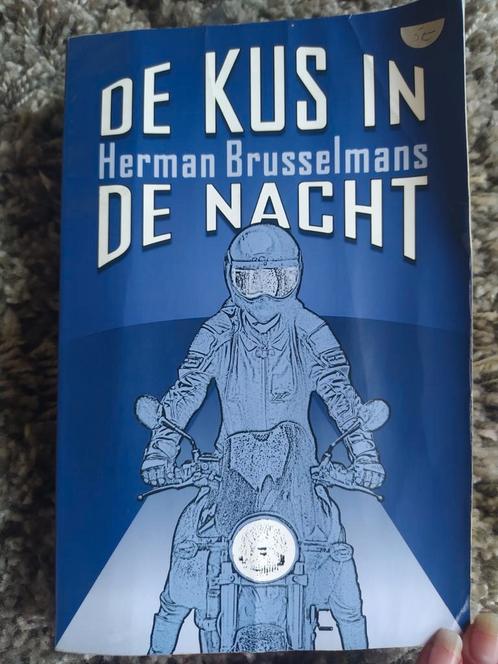 DE KUS IN
Herman Brusselmans
DE NACHT